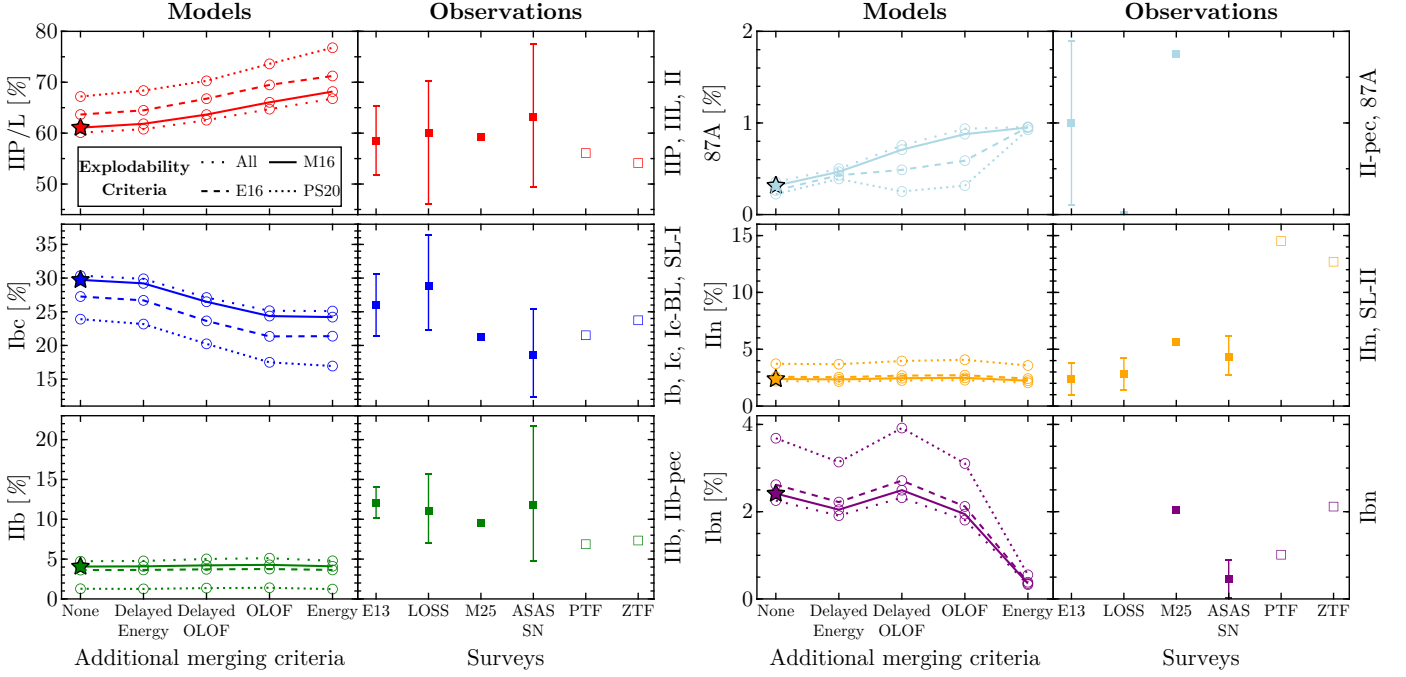 Models
Observations
Models
Observations
80
70
60
50
IIP/L [%]
Explodability
Criteria
All
M16
E16
PS20
IIP, IIL, II
2
1
0
87A [%]
II-pec, 87A
35
30
25
20
15
Ibc [%]
Ib, Ic, Ic-BL, SL-I
15
10
5
0
IIn [%]
IIn, SL-II
20
15
10
5
0
IIb [%]
IIb, IIb-pec
4
2
0
Ibn [%]
Ibn
None
Delayed
Energy
Delayed
OLOF
OLOF
Energy
E13
LOSS
M25
ASAS
SN
PTF
ZTF
None
Delayed
Energy
Delayed
OLOF
OLOF
Energy
E13
LOSS
M25
ASAS
SN
PTF
ZTF
Additional merging criteria
Surveys
Additional merging criteria
Surveys